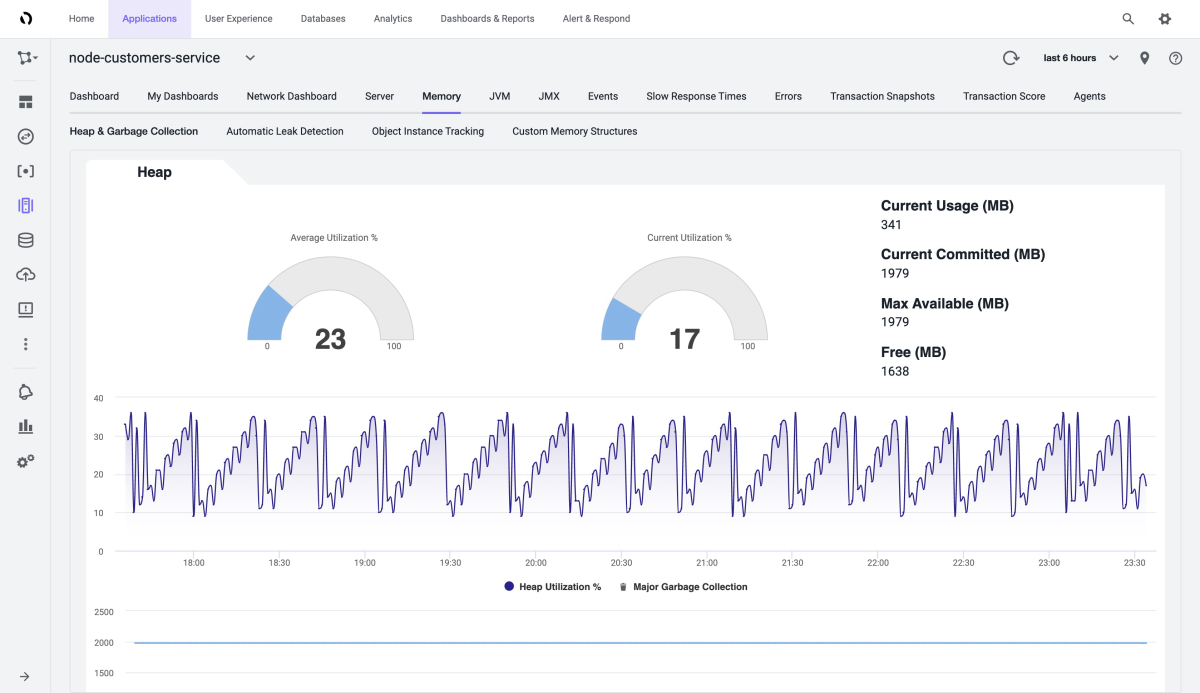 Home Applications User Experience Databases Analytics Dashboards & Reports Alert & Respond
node-customers-service last 6 hours
Dashboard My Dashboards Network Dashboard Server Memory JVM JMX Events Slow Response Times Errors Transaction Snapshots Transaction Score Agents
Heap & Garbage Collection Automatic Leak Detection Object Instance Tracking Custom Memory Structures
Heap
Average Utilization %
23
0 100
Current Utilization %
17
0 100
Current Usage (MB)
341
Current Committed (MB)
1979
Max Available (MB)
1979
Free (MB)
1638
40
30
20
10
0
18:00 18:30 19:00 19:30 20:00 20:30 21:00 21:30 22:00 22:30 23:00 23:30
Heap Utilization % Major Garbage Collection
2500
2000
1500